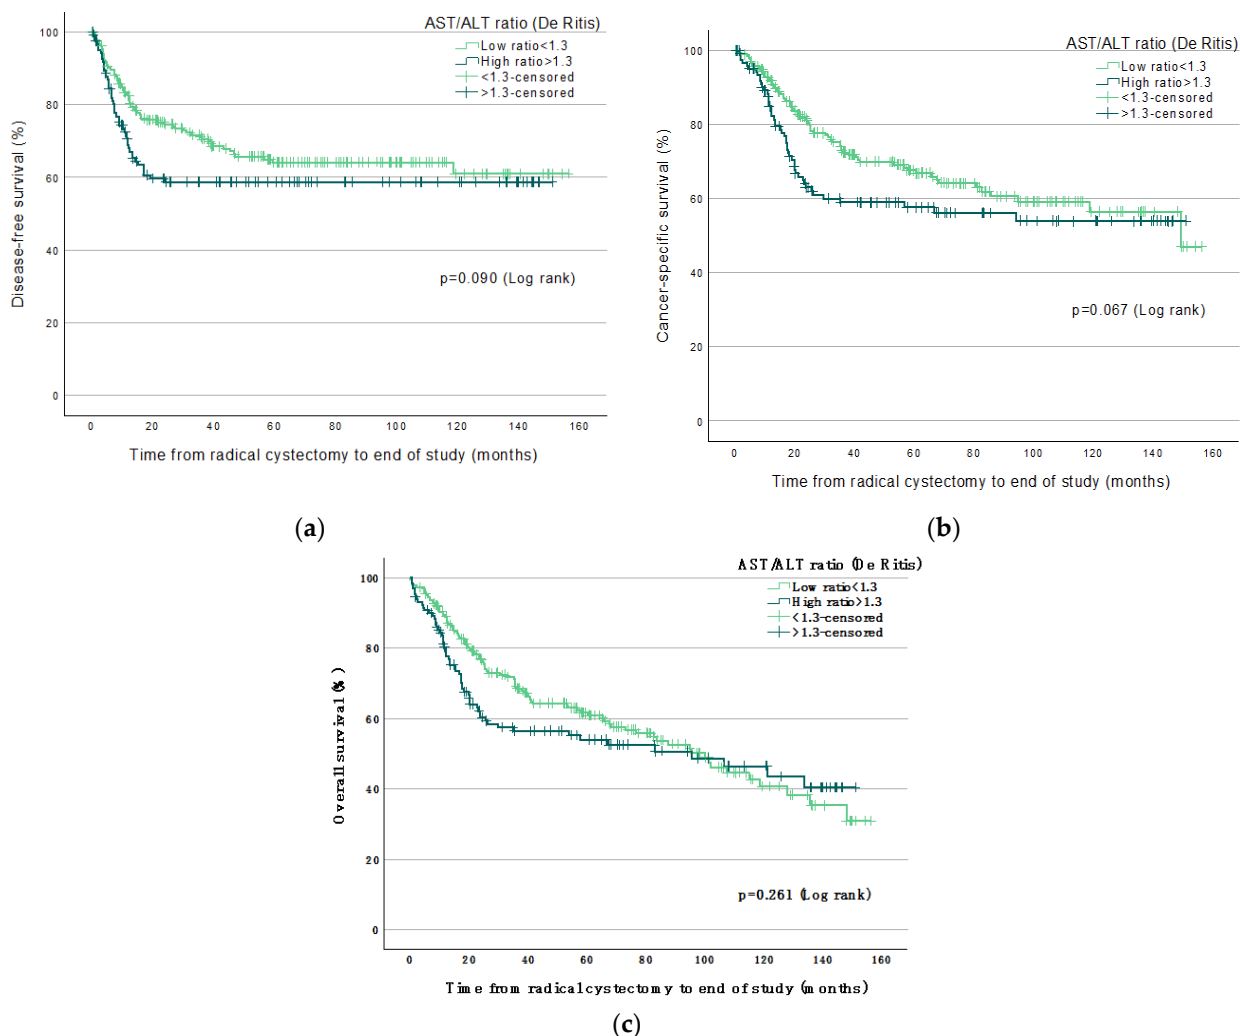 AST/ALT ratio (De Ritis)
Low ratio<1.3
High ratio>1.3
<1.3-censored
>1.3-censored
100
80
60
40
20
0
Disease-free survival (%)
p=0.090 (Log rank)
0 20 40 60 80 100 120 140 160
Time from radical cystectomy to end of study (months)
(a)
AST/ALT ratio (De Ritis)
Low ratio<1.3
High ratio>1.3
<1.3-censored
>1.3-censored
100
80
60
40
20
0
Cancer-specific survival (%)
p=0.067 (Log rank)
0 20 40 60 80 100 120 140 160
Time from radical cystectomy to end of study (months)
(b)
AST/ALT ratio (De Ritis)
Low ratio<1.3
High ratio>1.3
<1.3-censored
>1.3-censored
100
80
60
40
20
0
Overall survival (%)
p=0.261 (Log rank)
0 20 40 60 80 100 120 140 160
Time from radical cystectomy to end of study (months)
(c)